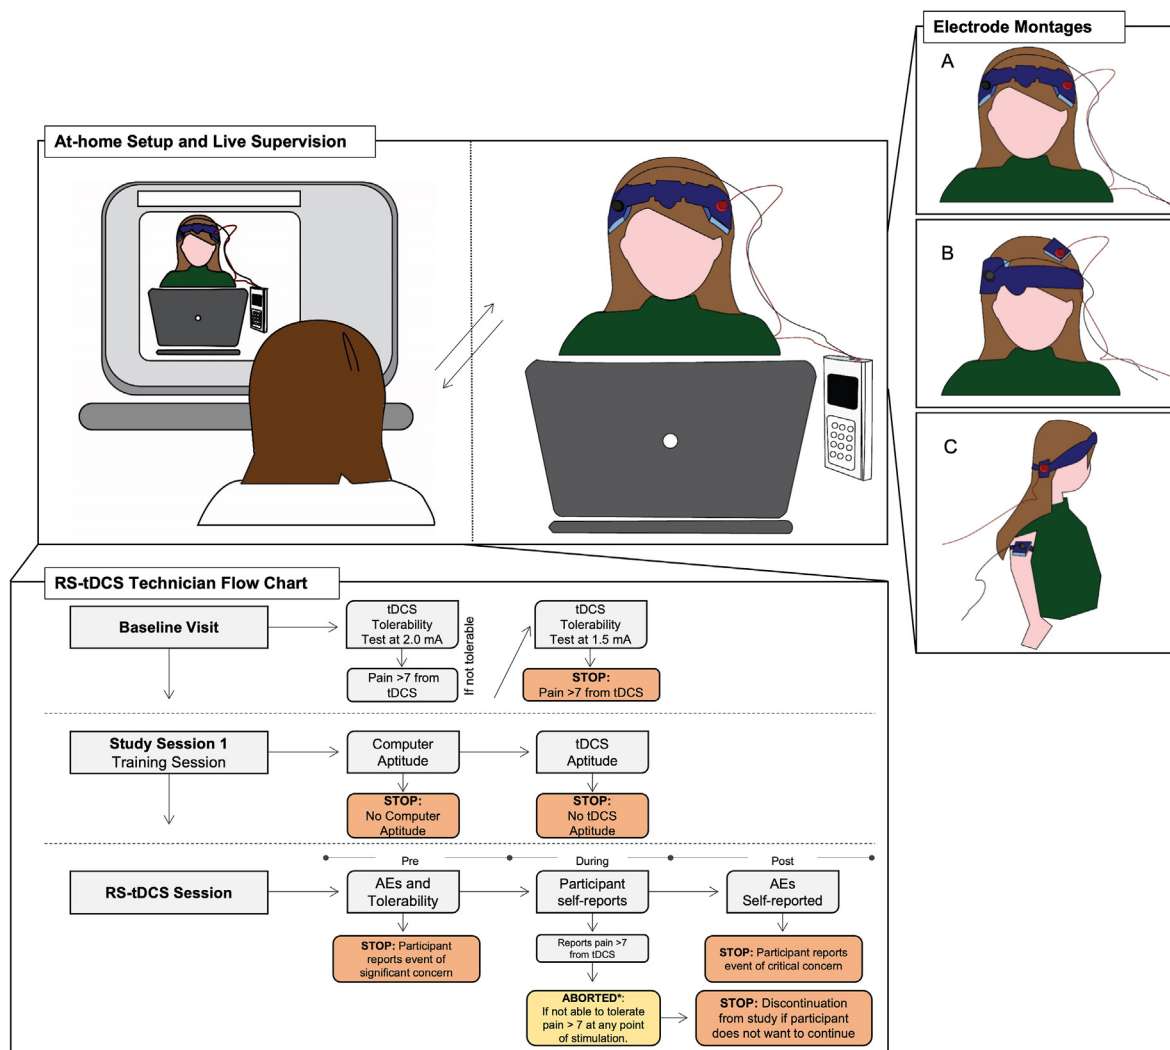 Electrode Montages
A
At-home Setup and Live Supervision
B
C
RS-tDCS Technician Flow Chart
Baseline Visit
tDCS
Tolerability
Test at 2.0 mA
Pain >7 from
tDCS
If not tolerable
tDCS
Tolerability
Test at 1.5 mA
STOP:
Pain >7 from tDCS
Study Session 1
Training Session
Computer
Aptitude
STOP:
No Computer
Aptitude
tDCS
Aptitude
STOP:
No tDCS
Aptitude
Pre
During
Post
RS-tDCS Session
AEs and
Tolerability
STOP: Participant
reports event of
significant concern
Participant
self-reports
Reports pain >7
from tDCS
ABORTED*:
If not able to tolerate
pain > 7 at any point
of stimulation.
AEs
Self-reported
STOP: Participant reports
event of critical concern
STOP: Discontinuation
from study if participant
does not want to continue